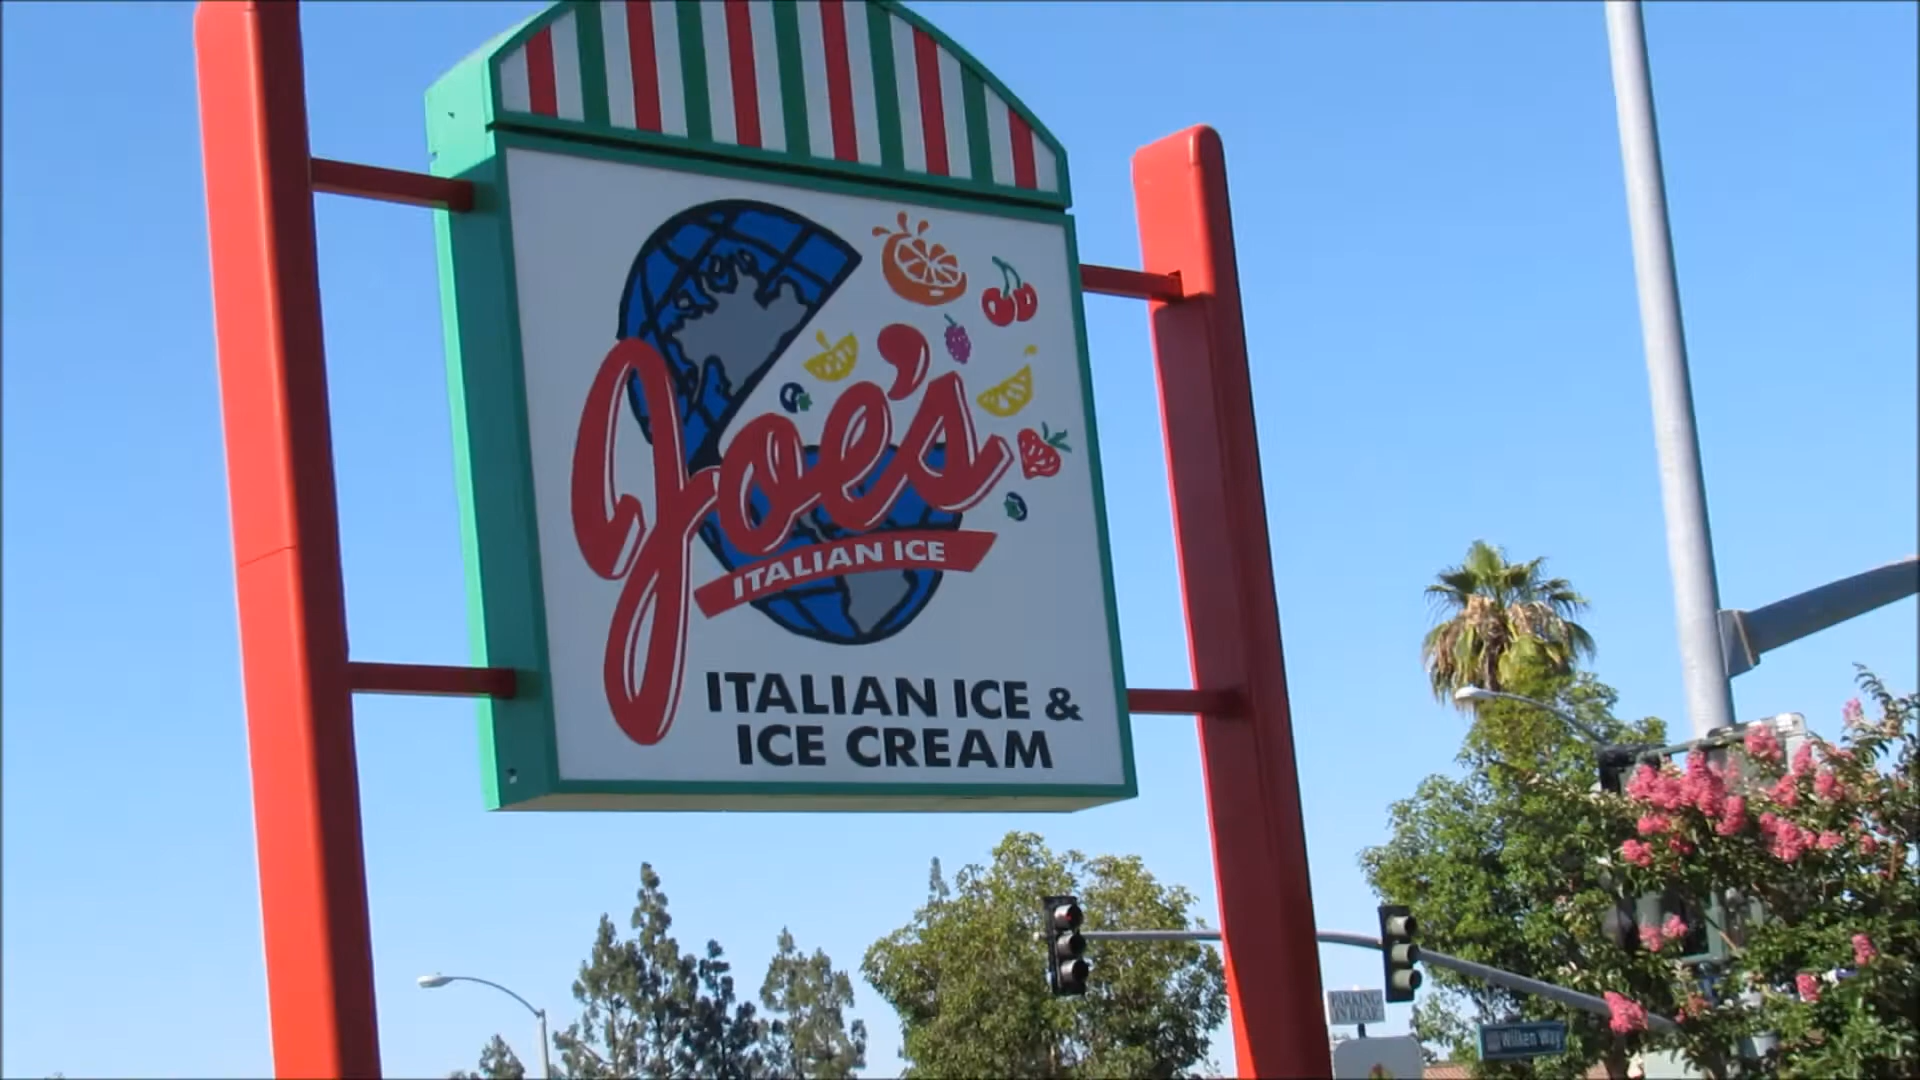 Joe's
ITALIAN ICE
ITALIAN ICE &
ICE CREAM
PARKING
IN REAR
Wilken Way